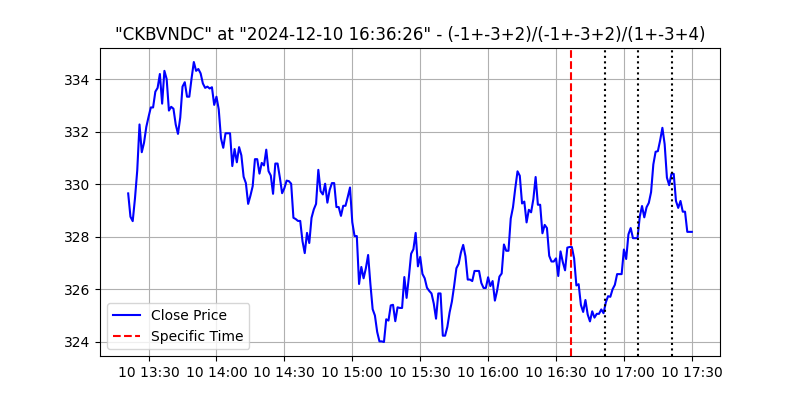 "CKBVNDC" at "2024-12-10 16:36:26" - (-1+-3+2)/(-1+-3+2)/(1+-3+4)
334
332
330
328
326
324
Close Price
Specific Time
10 13:30 10 14:00 10 14:30 10 15:00 10 15:30 10 16:00 10 16:30 10 17:00 10 17:30